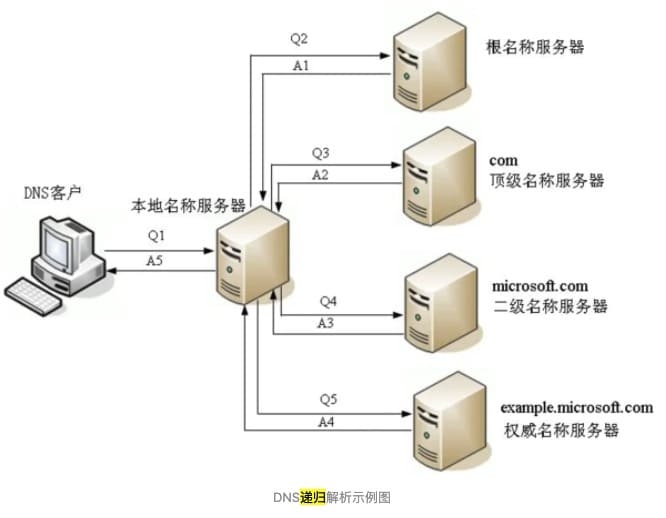 Q2
A1
根名称服务器
Q3
A2
com
顶级名称服务器
DNS客户
本地名称服务器
Q1
A5
microsoft.com
二级名称服务器
Q4
A3
example.microsoft.com
权威名称服务器
Q5
A4
DNS递归解析示例图